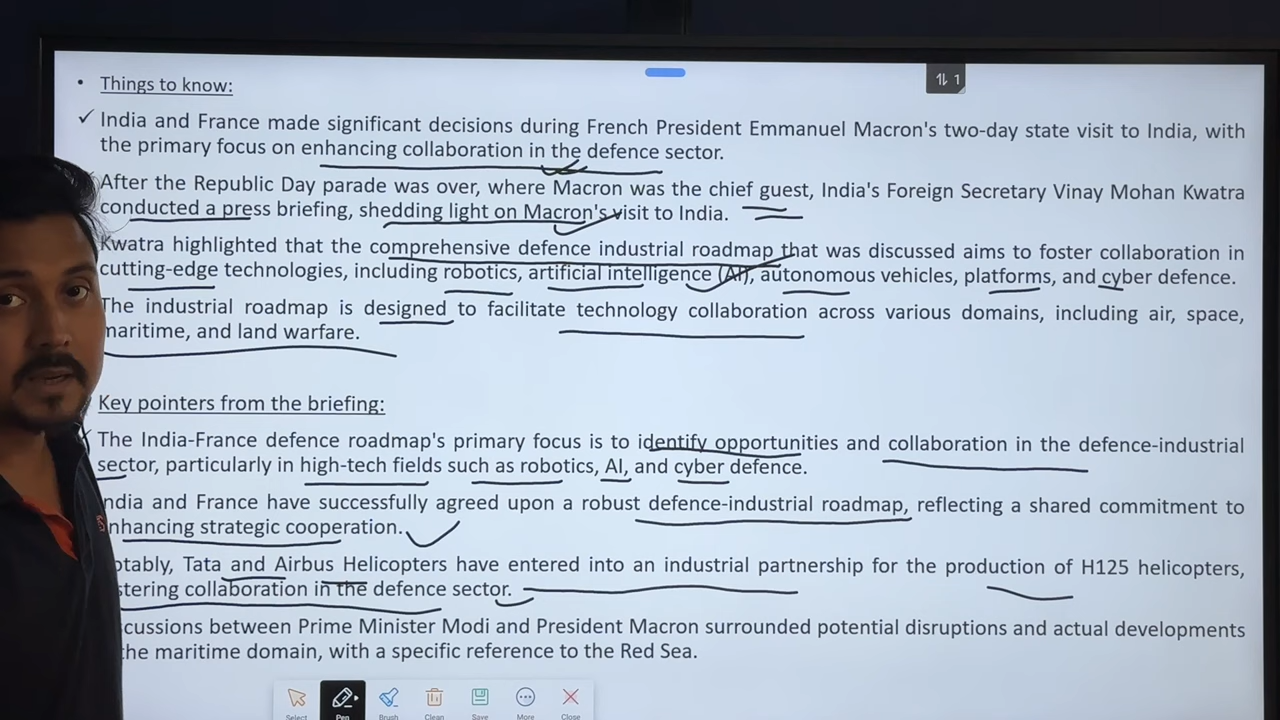 • Things to know:
⇅ 1
✓ India and France made significant decisions during French President Emmanuel Macron's two-day state visit to India, with
the primary focus on enhancing collaboration in the defence sector.
After the Republic Day parade was over, where Macron was the chief guest, India's Foreign Secretary Vinay Mohan Kwatra
conducted a press briefing, shedding light on Macron's visit to India.
Kwatra highlighted that the comprehensive defence industrial roadmap that was discussed aims to foster collaboration in
cutting-edge technologies, including robotics, artificial intelligence (AI), autonomous vehicles, platforms, and cyber defence.
The industrial roadmap is designed to facilitate technology collaboration across various domains, including air, space,
maritime, and land warfare.
Key pointers from the briefing:
The India-France defence roadmap's primary focus is to identify opportunities and collaboration in the defence-industrial
sector, particularly in high-tech fields such as robotics, AI, and cyber defence.
ndia and France have successfully agreed upon a robust defence-industrial roadmap, reflecting a shared commitment to
nhancing strategic cooperation.
otably, Tata and Airbus Helicopters have entered into an industrial partnership for the production of H125 helicopters,
stering collaboration in the defence sector.
cussions between Prime Minister Modi and President Macron surrounded potential disruptions and actual developments
the maritime domain, with a specific reference to the Red Sea.
Select Pen Brush Clean Save More Close